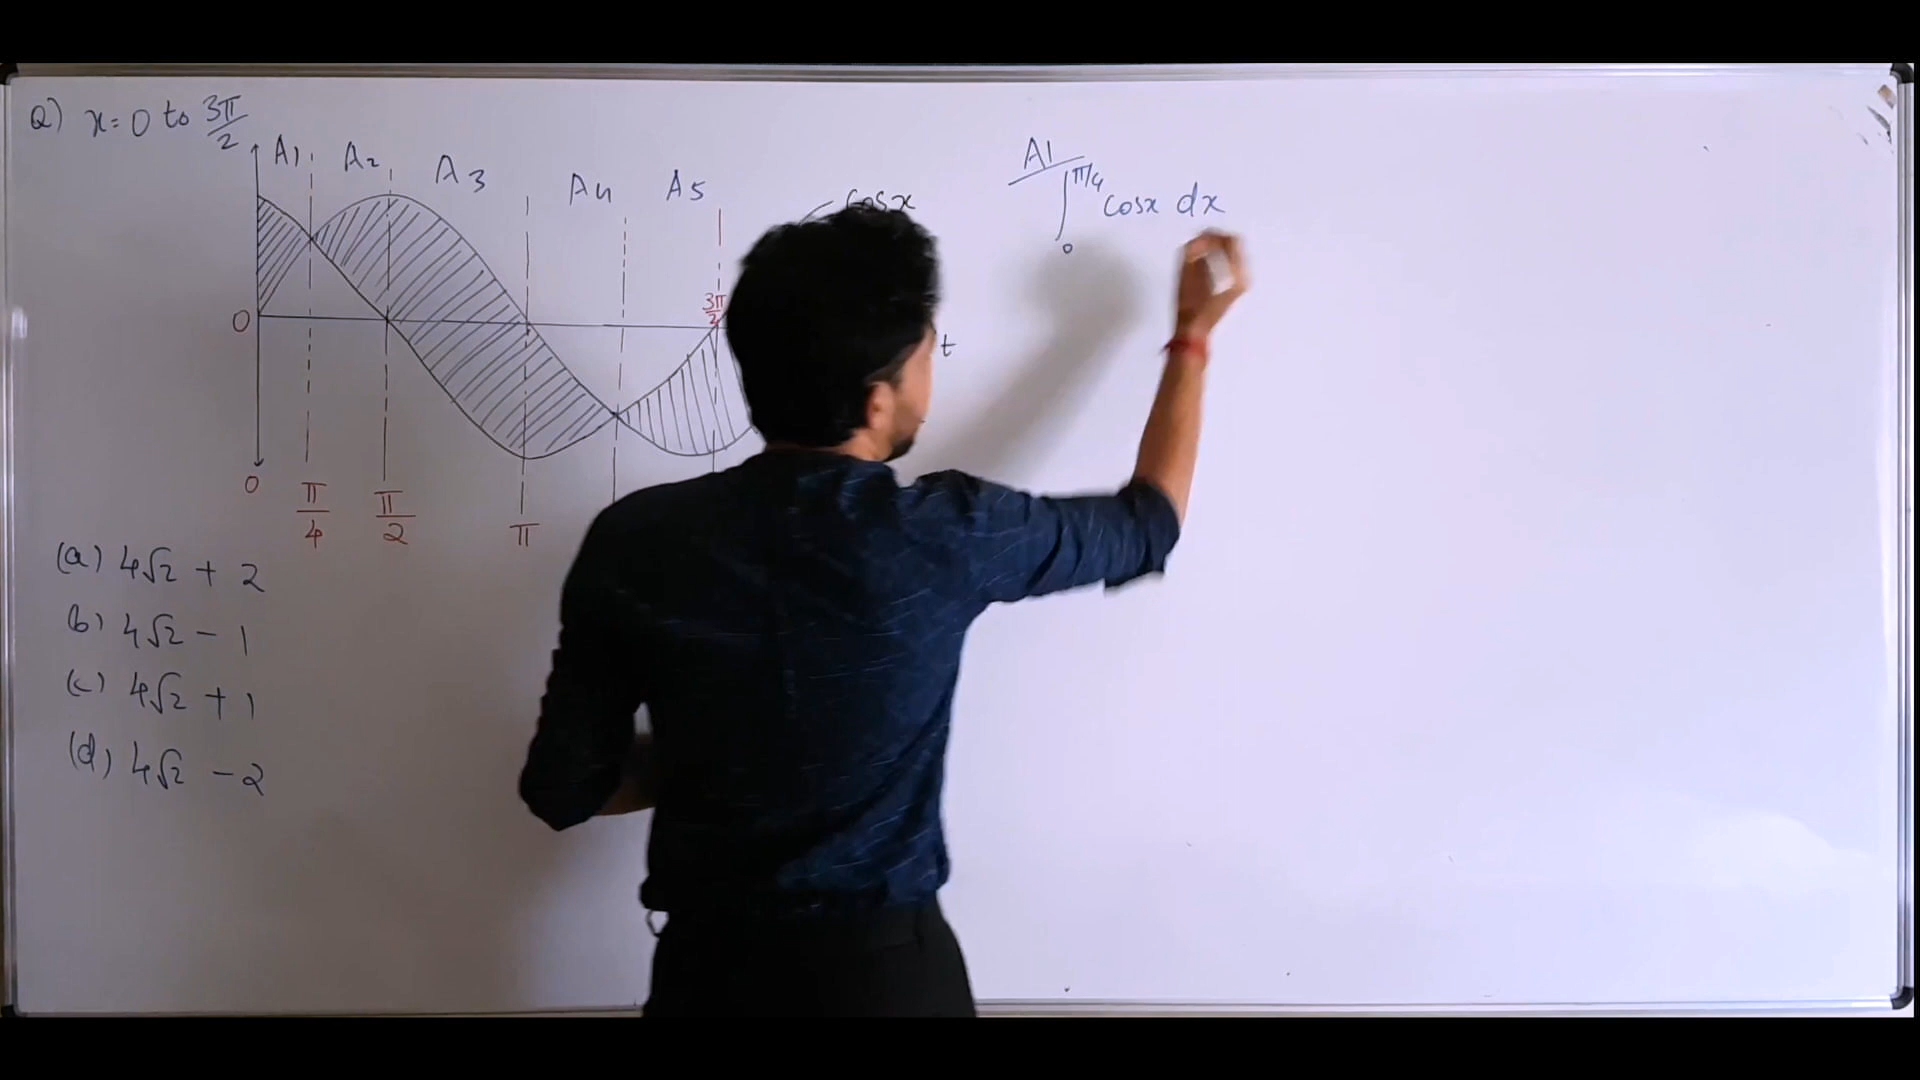 Q) x = 0 to 3π/2
A1 A2 A3 A4 A5
cosx
0
3π/2
t
0 π/4 π/2 π
(a) 4√2 + 2
(b) 4√2 - 1
(c) 4√2 + 1
(d) 4√2 - 2
A1
∫₀^π/4 cosx dx